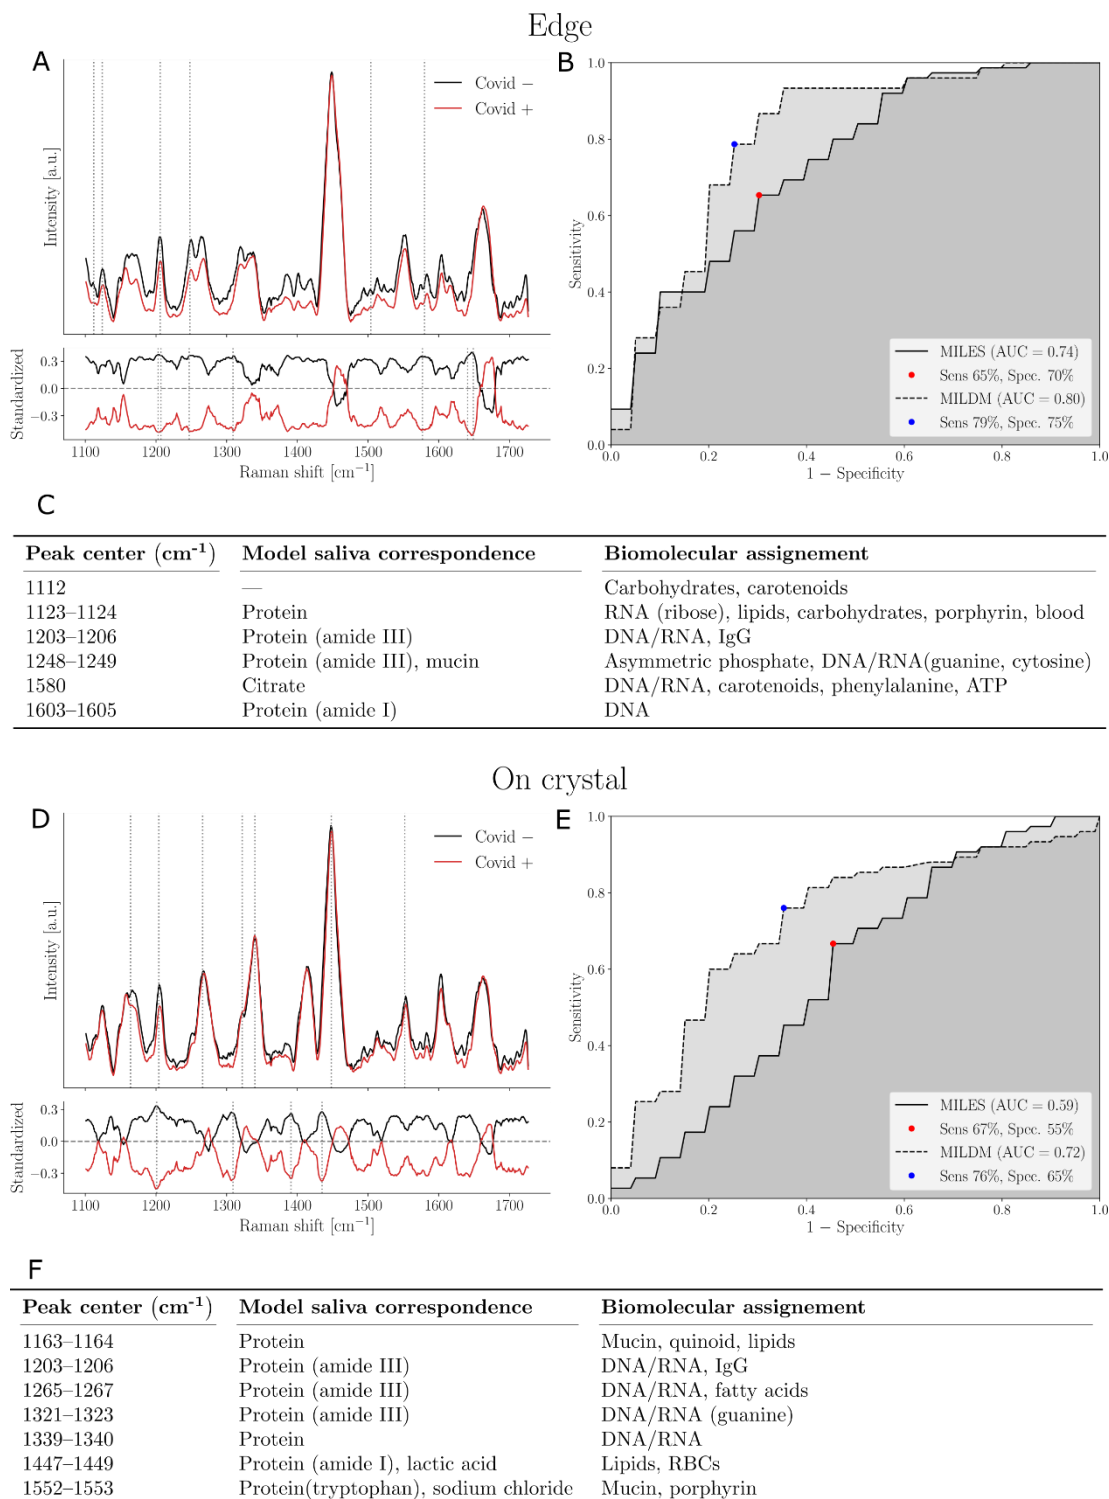 Edge
A
Covid −
Covid +
Intensity [a.u.]
Standardized
0.3
0.0
−0.3
1100 1200 1300 1400 1500 1600 1700
Raman shift [cm⁻¹]
B
1.0
0.8
0.6
0.4
0.2
0.0
Sensitivity
MILES (AUC = 0.74)
Sens 65%, Spec. 70%
MILDM (AUC = 0.80)
Sens 79%, Spec. 75%
0.0 0.2 0.4 0.6 0.8 1.0
1 − Specificity
C
Peak center (cm⁻¹) Model saliva correspondence Biomolecular assignement
1112 — Carbohydrates, carotenoids
1123–1124 Protein RNA (ribose), lipids, carbohydrates, porphyrin, blood
1203–1206 Protein (amide III) DNA/RNA, IgG
1248–1249 Protein (amide III), mucin Asymmetric phosphate, DNA/RNA(guanine, cytosine)
1580 Citrate DNA/RNA, carotenoids, phenylalanine, ATP
1603–1605 Protein (amide I) DNA
On crystal
D
Covid −
Covid +
Intensity [a.u.]
Standardized
0.3
0.0
−0.3
1100 1200 1300 1400 1500 1600 1700
Raman shift [cm⁻¹]
E
1.0
0.8
0.6
0.4
0.2
0.0
Sensitivity
MILES (AUC = 0.59)
Sens 67%, Spec. 55%
MILDM (AUC = 0.72)
Sens 76%, Spec. 65%
0.0 0.2 0.4 0.6 0.8 1.0
1 − Specificity
F
Peak center (cm⁻¹) Model saliva correspondence Biomolecular assignement
1163–1164 Protein Mucin, quinoid, lipids
1203–1206 Protein (amide III) DNA/RNA, IgG
1265–1267 Protein (amide III) DNA/RNA, fatty acids
1321–1323 Protein (amide III) DNA/RNA (guanine)
1339–1340 Protein DNA/RNA
1447–1449 Protein (amide I), lactic acid Lipids, RBCs
1552–1553 Protein(tryptophan), sodium chloride Mucin, porphyrin